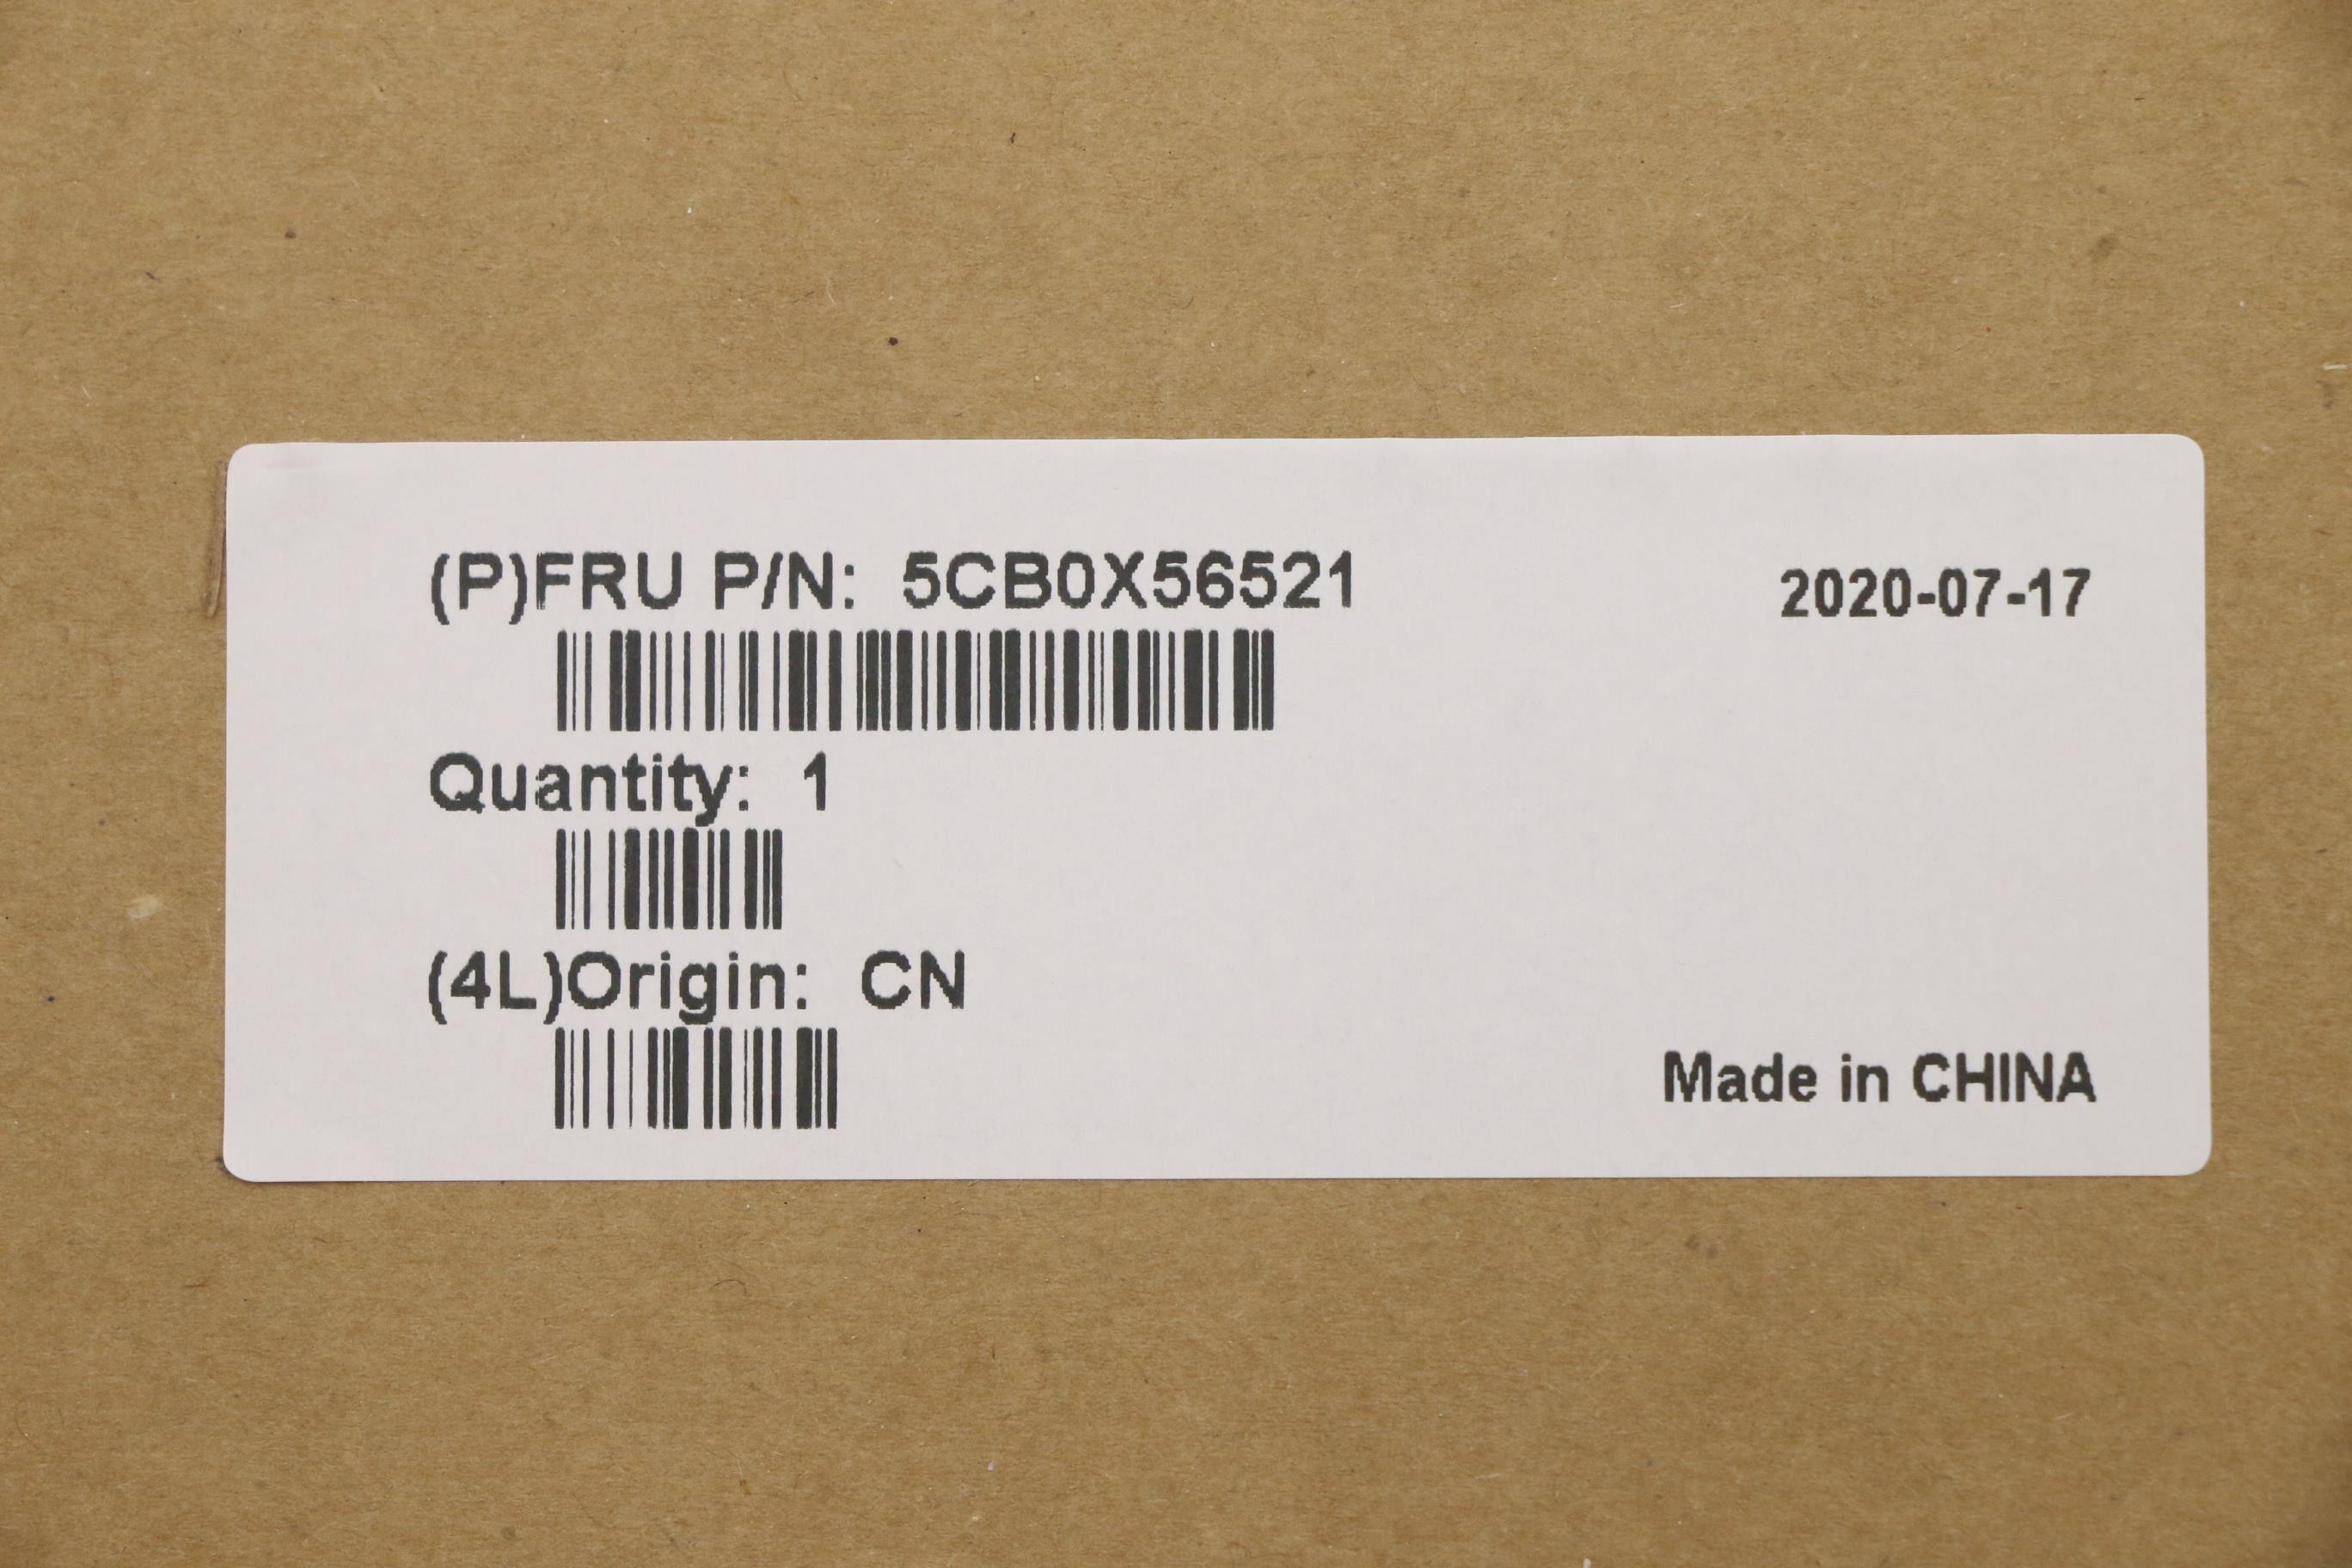 (P)FRU P/N: 5CB0X56521
2020-07-17
Quantity: 1
(4L)Origin: CN
Made in CHINA